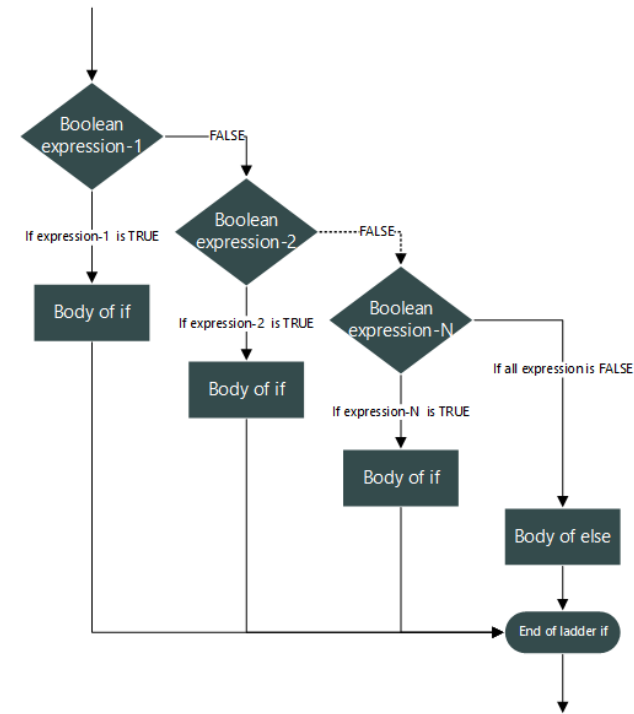 Boolean
expression-1
FALSE
If expression-1 is TRUE
Body of if
Boolean
expression-2
FALSE
If expression-2 is TRUE
Body of if
Boolean
expression-N
If expression-N is TRUE
Body of if
If all expression is FALSE
Body of else
End of ladder if